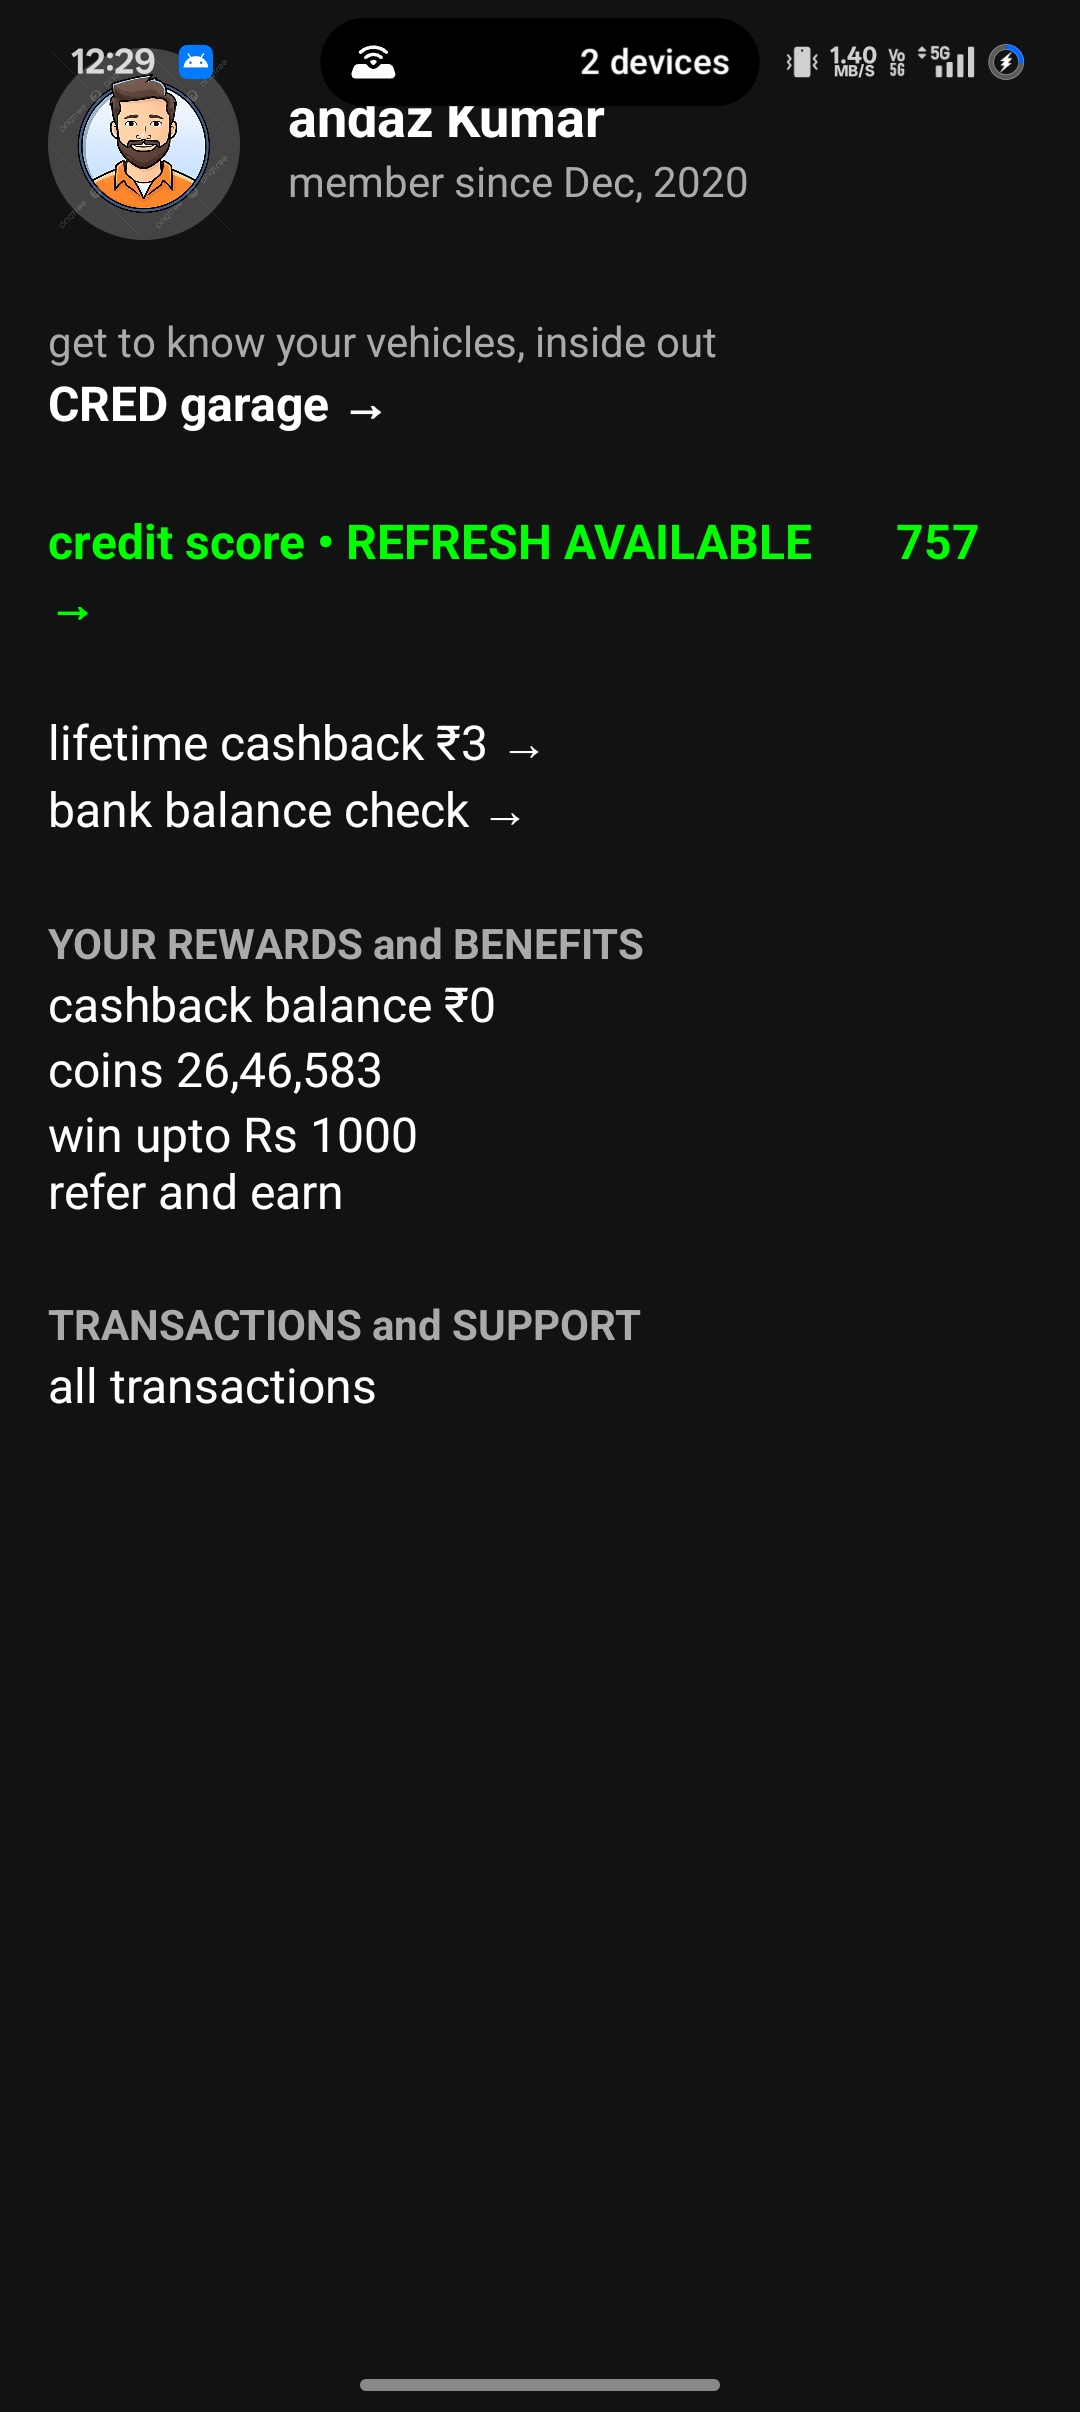 12:29
2 devices
1.40
MB/S
Vo
5G
5G
andaz Kumar
member since Dec, 2020
get to know your vehicles, inside out
CRED garage →
credit score • REFRESH AVAILABLE 757
→
lifetime cashback ₹3 →
bank balance check →
YOUR REWARDS and BENEFITS
cashback balance ₹0
coins 26,46,583
win upto Rs 1000
refer and earn
TRANSACTIONS and SUPPORT
all transactions